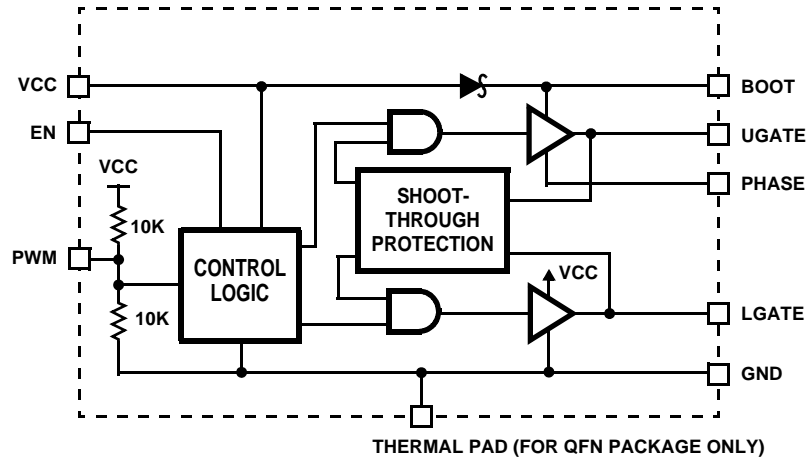 VCC
BOOT
EN
UGATE
VCC
PHASE
SHOOT-
THROUGH
PROTECTION
10K
PWM
CONTROL
LOGIC
VCC
10K
LGATE
GND
THERMAL PAD (FOR QFN PACKAGE ONLY)